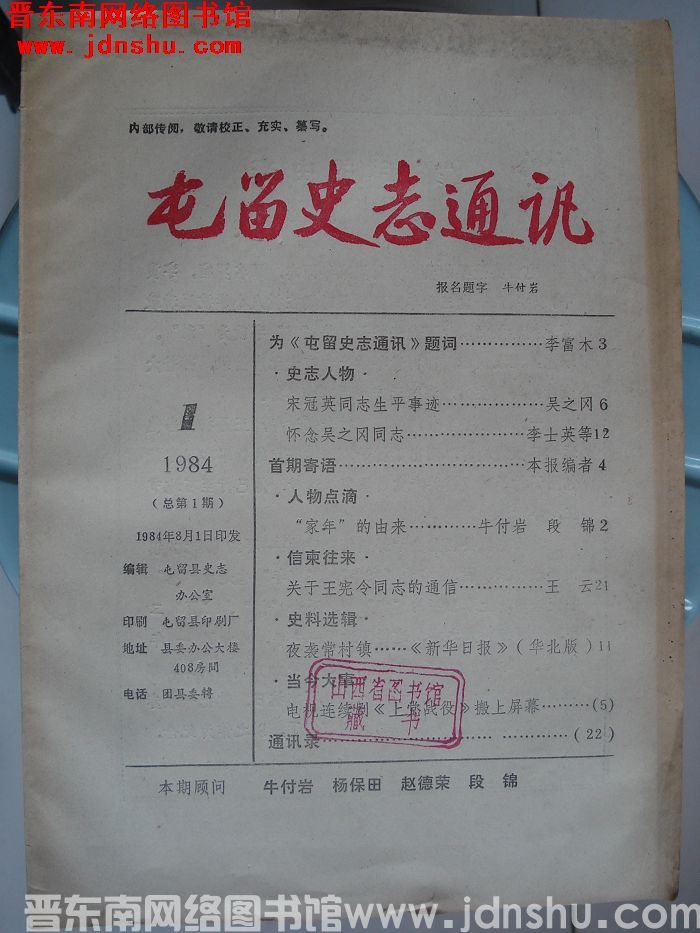 晋东南网络图书馆
www.jdnshu.com
内部传阅，敬请校正、充实、纂写。
屯留史志通讯
报名题字 牛付岩
1
1984
（总第1期）
1984年8月1日印发
编辑 屯留县史志
办公室
印刷 屯留县印刷厂
地址 县委办公大楼
408房间
电话 团县委转
为《屯留史志通讯》题词……………李富木3
·史志人物·
宋冠英同志生平事迹………………吴之冈6
怀念吴之冈同志……………………李士英等12
首期寄语……………………………本报编者4
·人物点滴·
“家年”的由来…………牛付岩 段 锦2
·信柬往来·
关于王宪令同志的通信……………王 云21
·史料选辑·
夜袭常村镇……《新华日报》（华北版）11
·当今大事·
电视连续剧《上党战役》搬上屏幕………(5)
通讯录……………………………………(22)
山西省图书馆
藏书
本期顾问 牛付岩 杨保田 赵德荣 段 锦
晋东南网络图书馆www.jdnshu.com